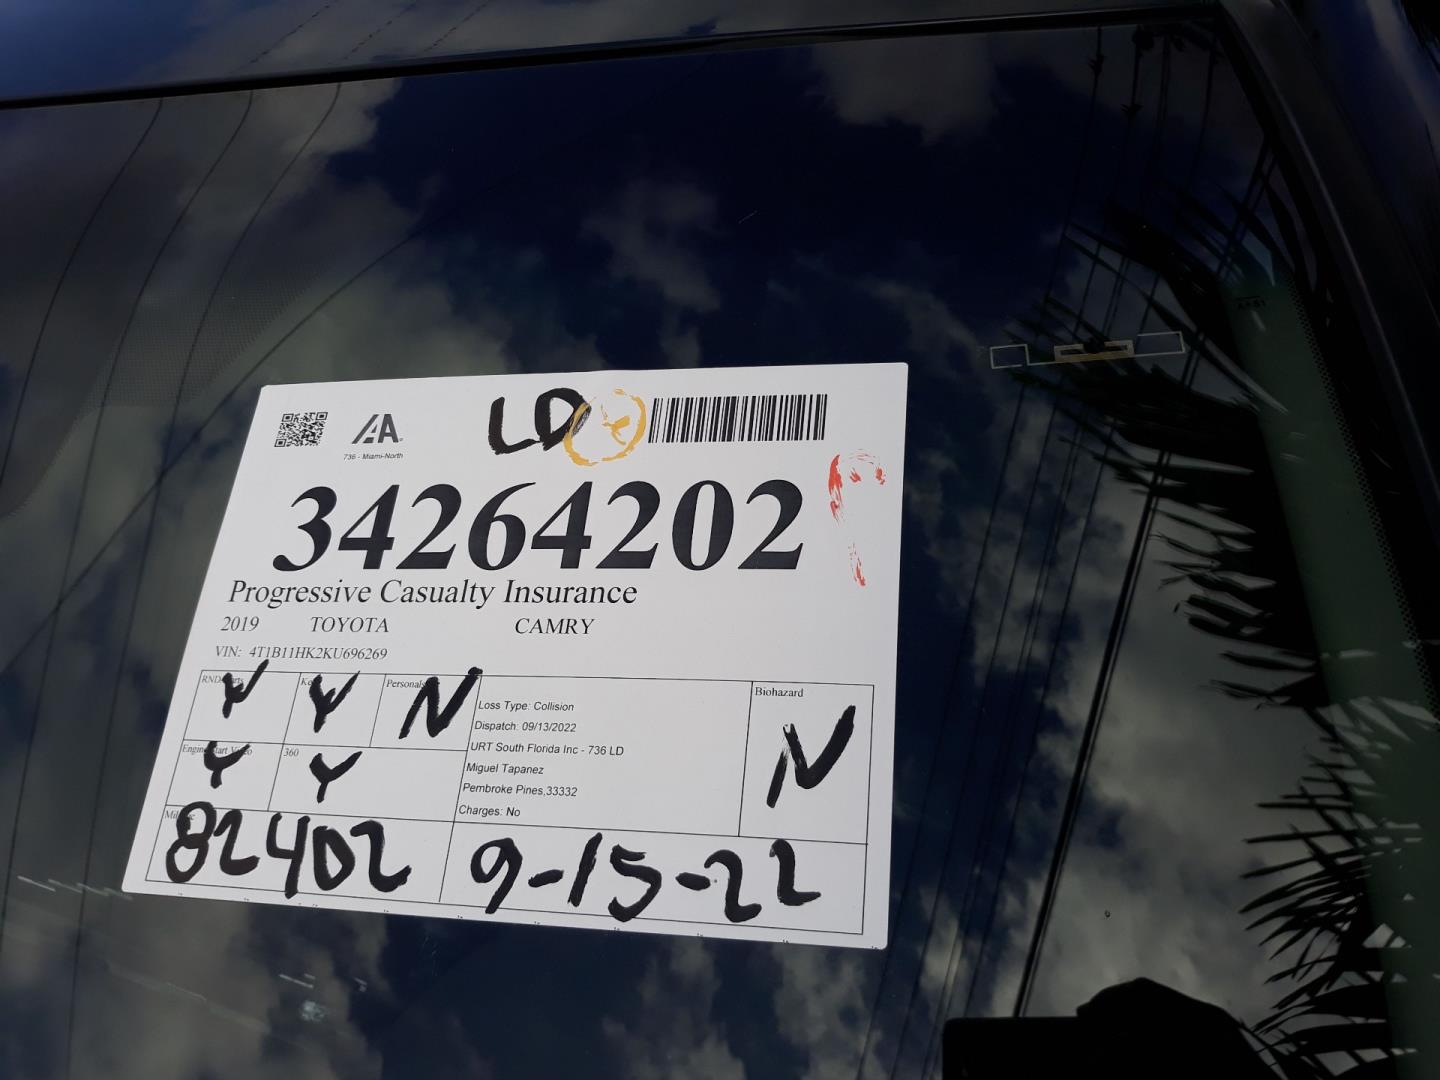 LD
IAA
736 - Miami-North
34264202
Progressive Casualty Insurance
2019 TOYOTA CAMRY
VIN: 4T1B11HK2KU696269
Y
Y
Personals N
Y
360 Y
Loss Type: Collision
Dispatch: 09/13/2022
URT South Florida Inc - 736 LD
Miguel Tapanez
Pembroke Pines,33332
Charges: No
Biohazard
N
82402
9-15-22